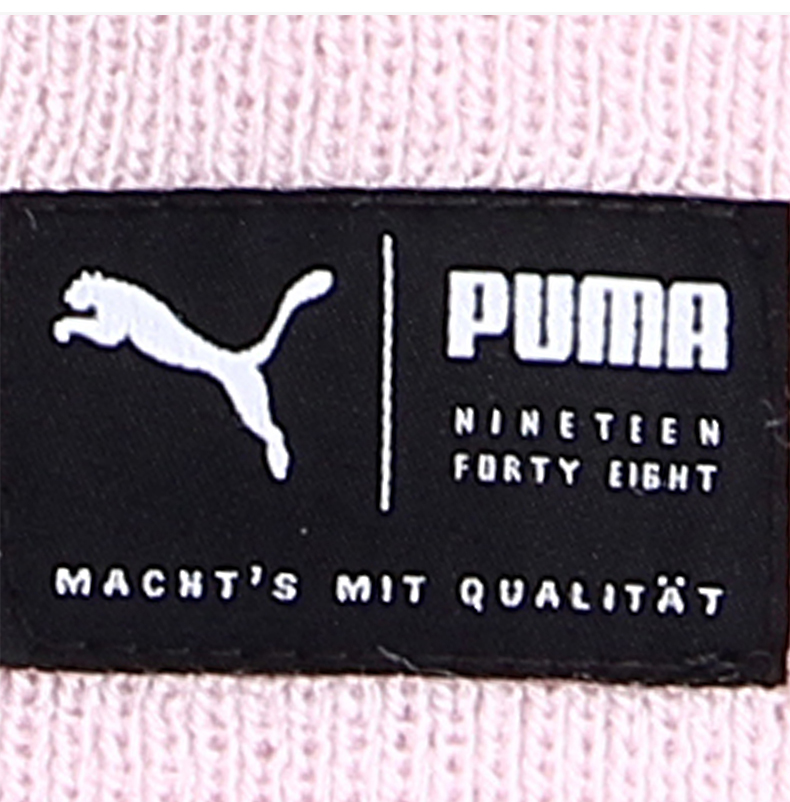 PUMA
NINETEEN
FORTY EIGHT
MACHT'S MIT QUALITÄT